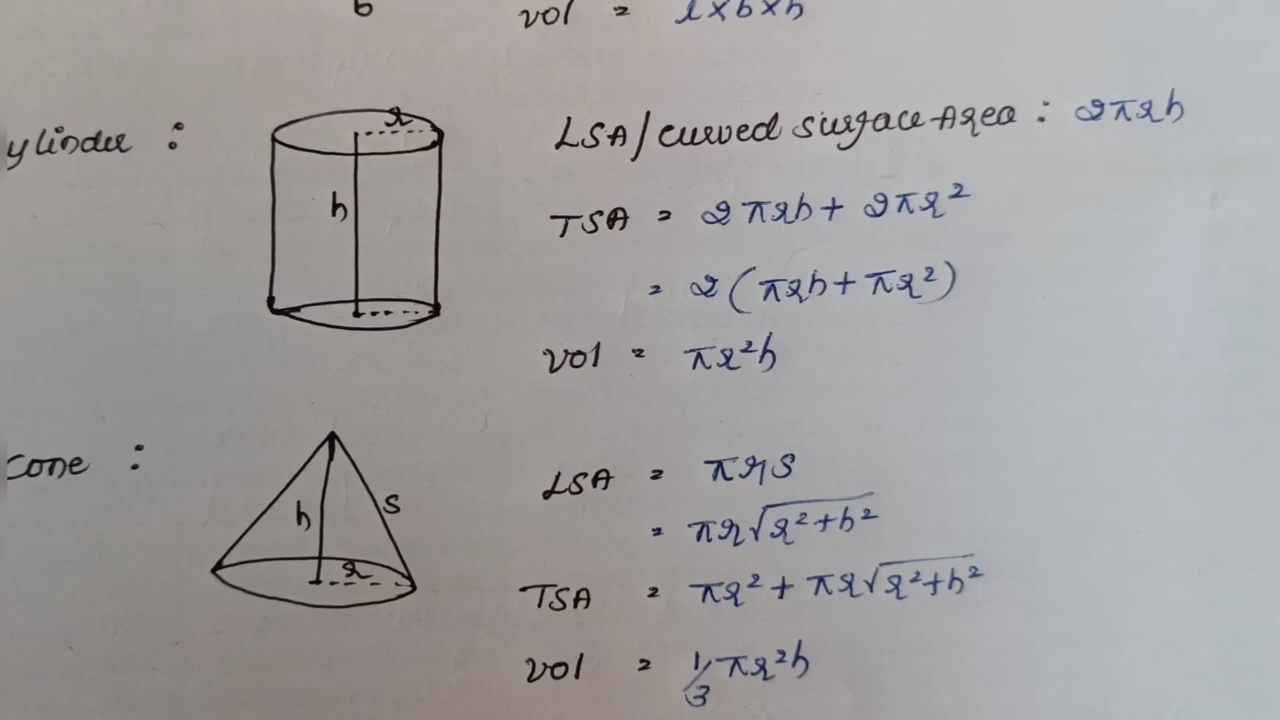 b
vol = l×b×h
ylinder :
r
h
LSA/curved surface Area : 2πrh
TSA = 2πrh + 2πr²
= 2(πrh + πr²)
vol = πr²h
cone :
h
s
r
LSA = πrs
= πr√r²+h²
TSA = πr² + πr√r²+h²
vol = 1/3 πr²h